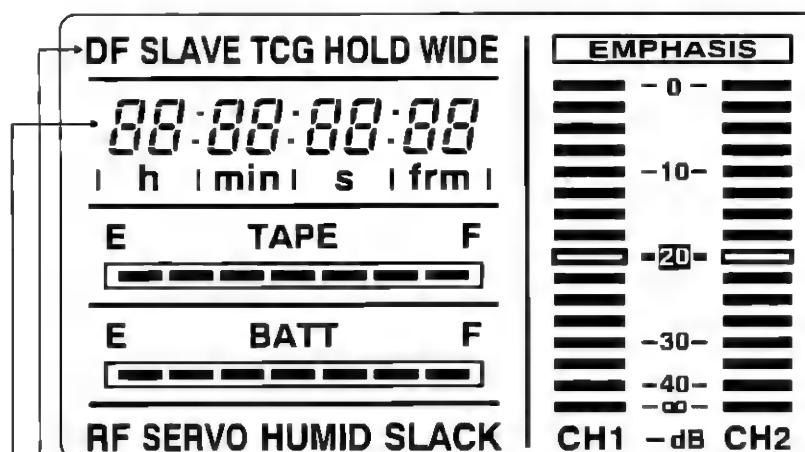 DF SLAVE TCG HOLD WIDE
88:88:88:88
h min s frm
E TAPE F
E BATT F
RF SERVO HUMID SLACK
EMPHASIS
-0-
-10-
-20-
-30-
-40-
-∞-
CH1 -dB CH2